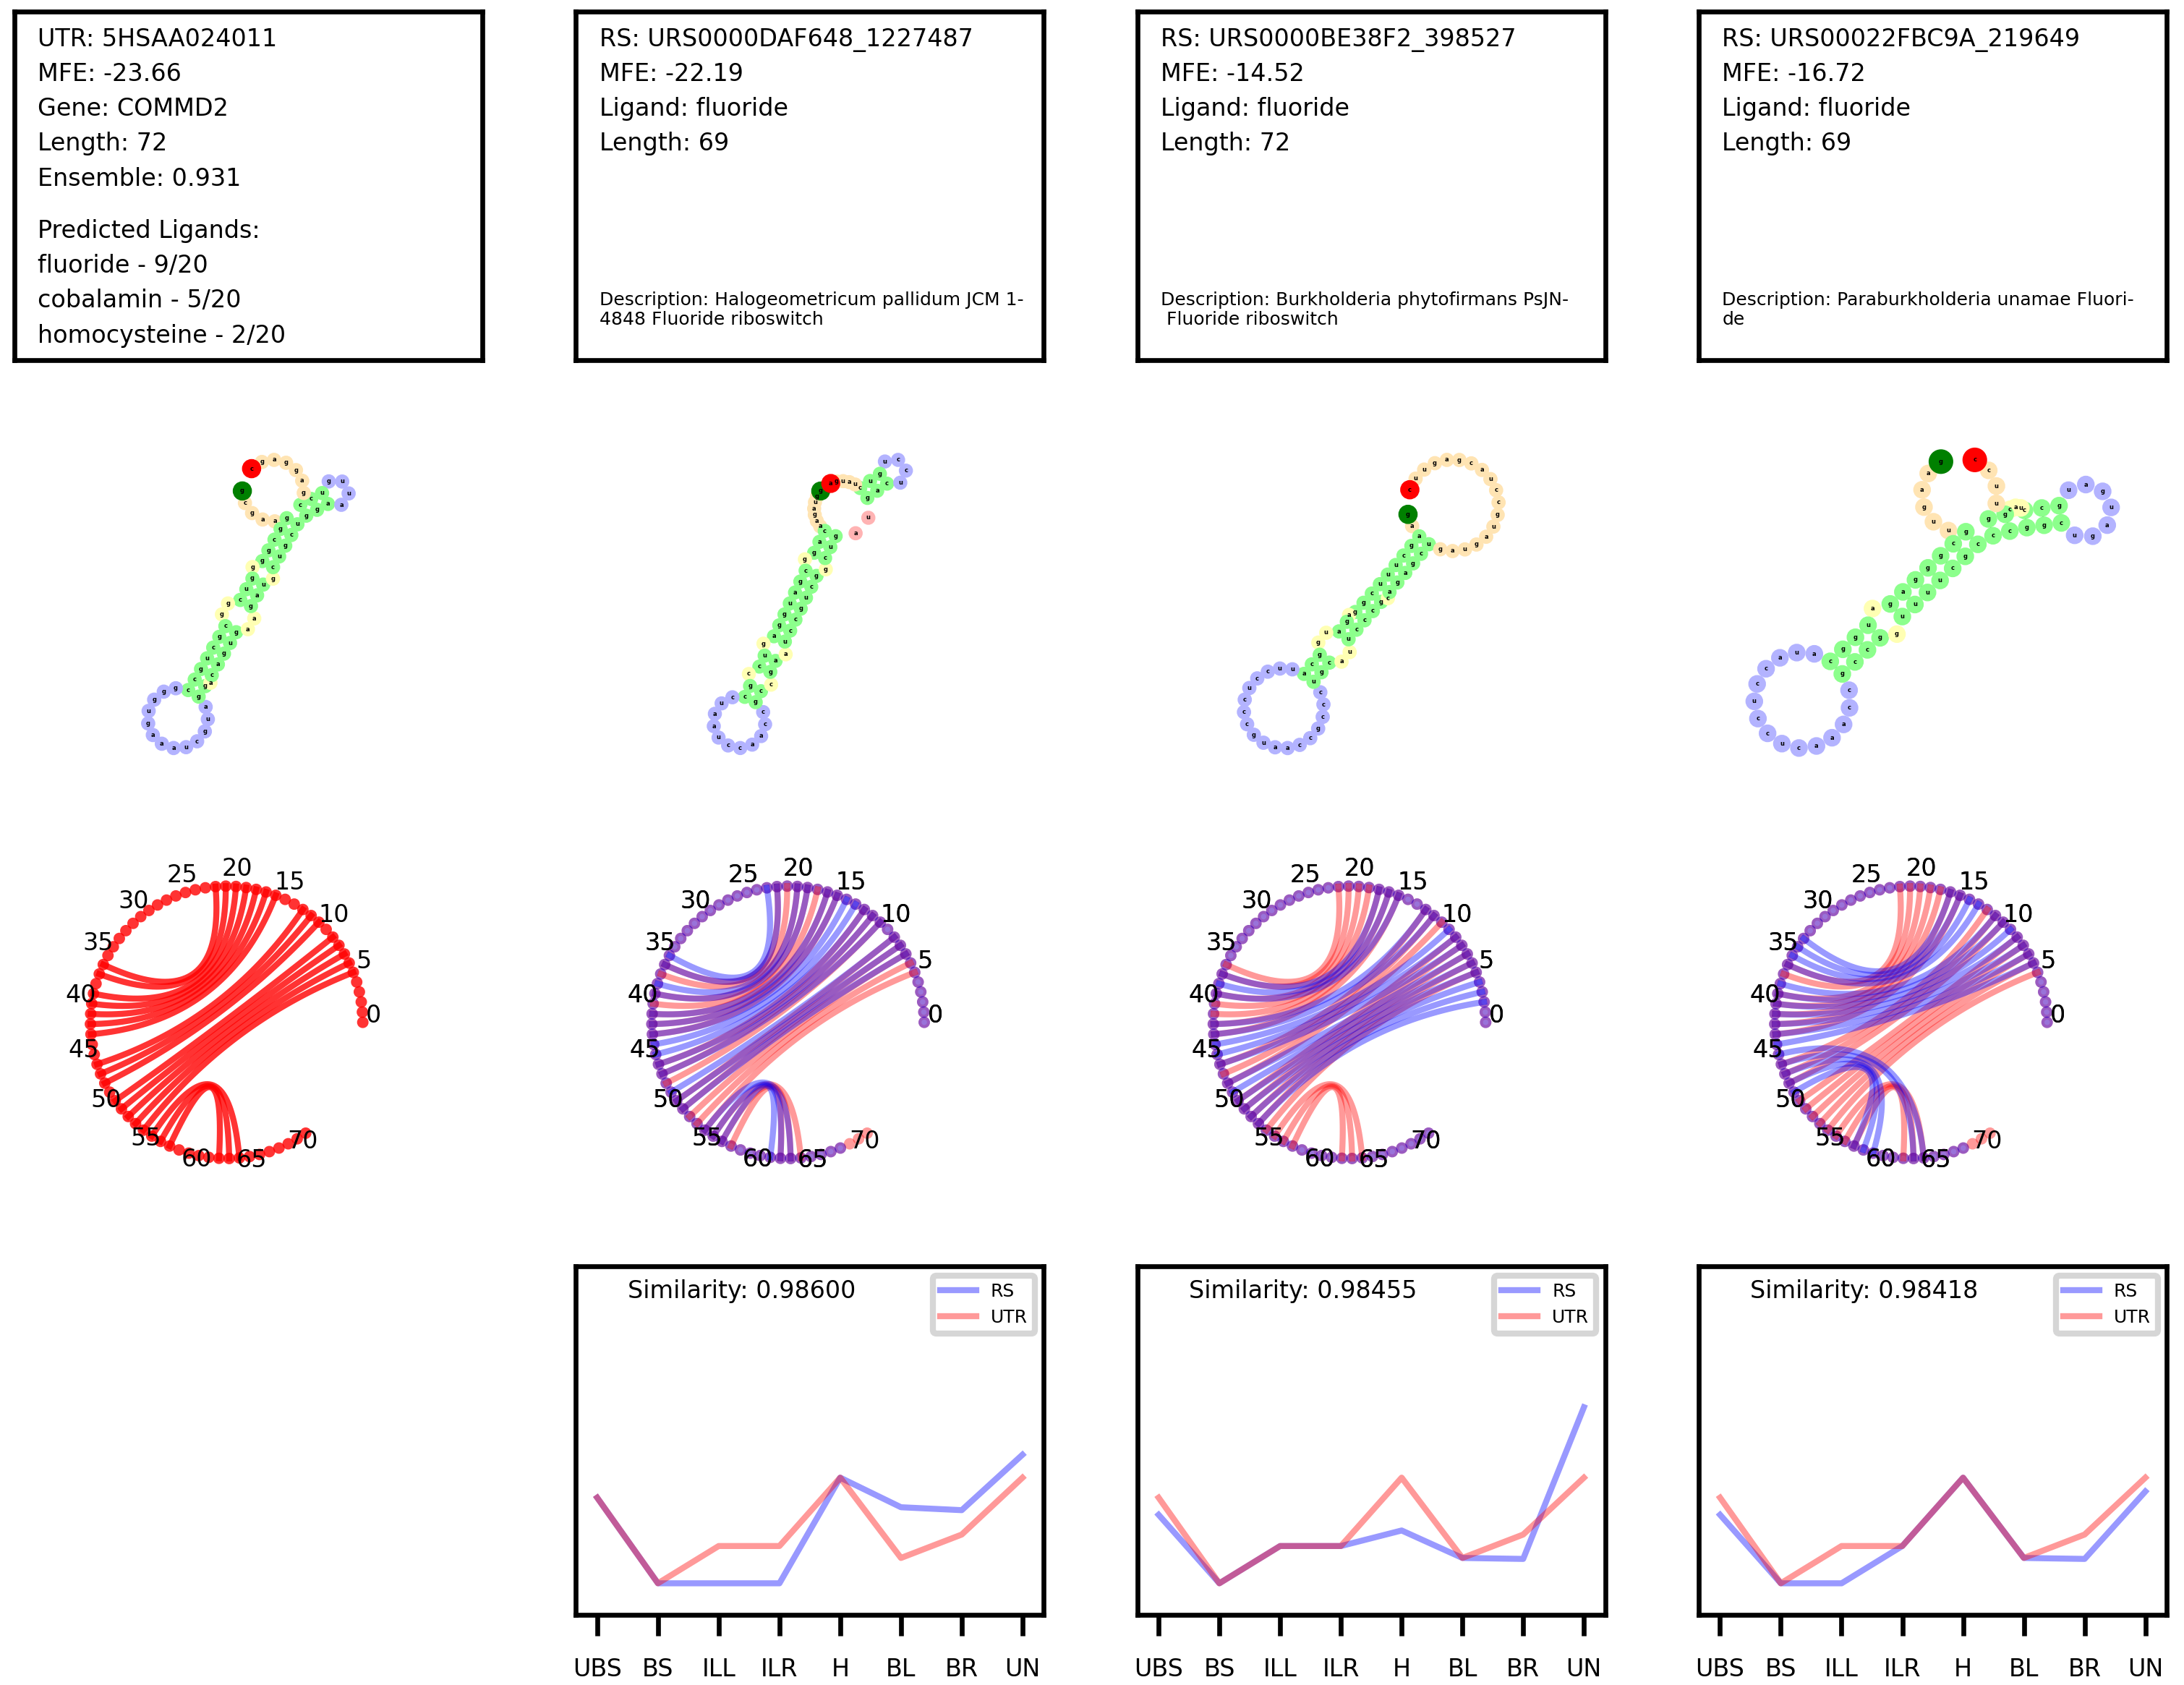 UTR: 5HSAA024011
MFE: -23.66
Gene: COMMD2
Length: 72
Ensemble: 0.931
Predicted Ligands:
fluoride - 9/20
cobalamin - 5/20
homocysteine - 2/20
RS: URS0000DAF648_1227487
MFE: -22.19
Ligand: fluoride
Length: 69
Description: Halogeometricum pallidum JCM 1-
4848 Fluoride riboswitch
RS: URS0000BE38F2_398527
MFE: -14.52
Ligand: fluoride
Length: 72
Description: Burkholderia phytofirmans PsJN-
Fluoride riboswitch
RS: URS00022FBC9A_219649
MFE: -16.72
Ligand: fluoride
Length: 69
Description: Paraburkholderia unamae Fluori-
de
0
5
10
15
20
25
30
35
40
45
50
55
60
65
70
0
5
10
15
20
25
30
35
40
45
50
55
60
65
70
0
5
10
15
20
25
30
35
40
45
50
55
60
65
70
0
5
10
15
20
25
30
35
40
45
50
55
60
65
70
Similarity: 0.98600
RS
UTR
UBS BS ILL ILR H BL BR UN
Similarity: 0.98455
RS
UTR
UBS BS ILL ILR H BL BR UN
Similarity: 0.98418
RS
UTR
UBS BS ILL ILR H BL BR UN